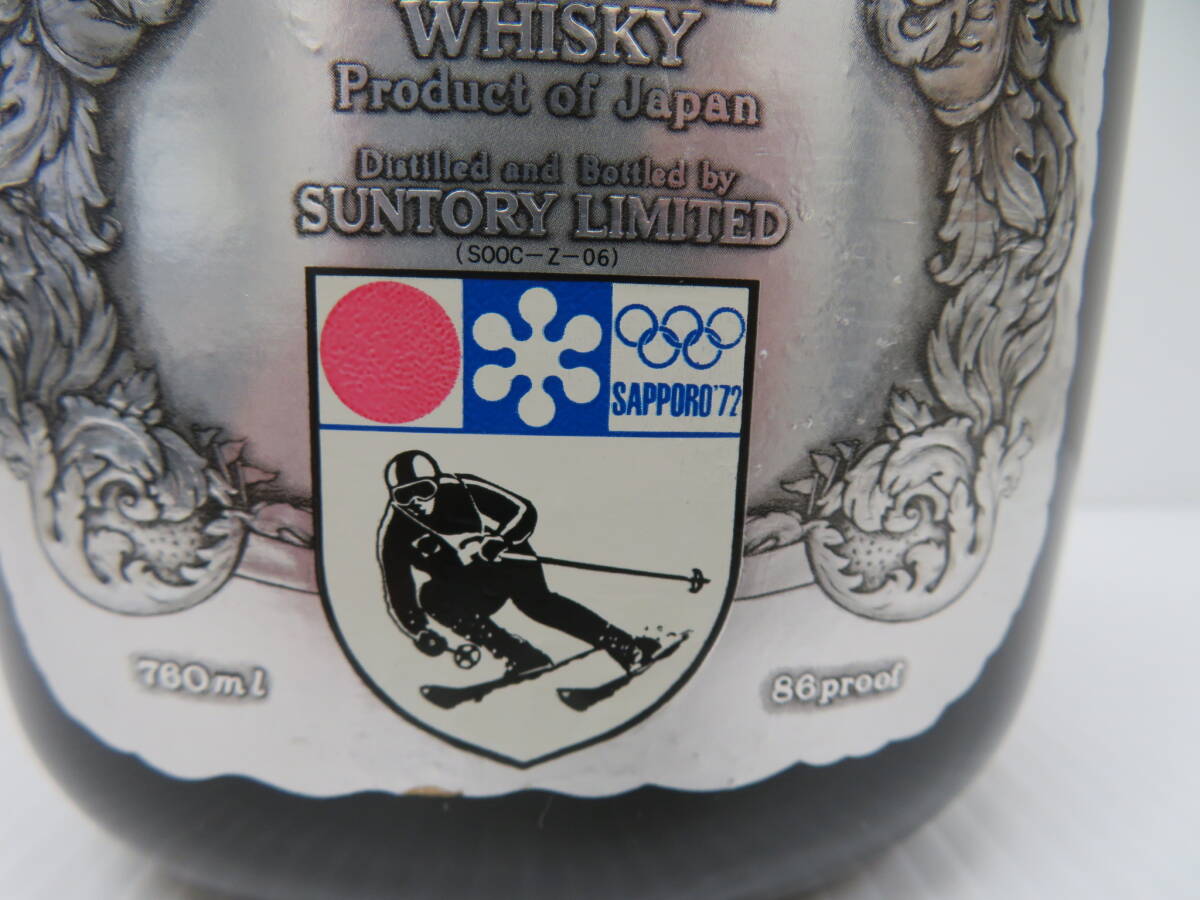 WHISKY
Product of Japan
Distilled and Bottled by
SUNTORY LIMITED
(SOOC-Z-06)
SAPPORO'72
760ml
86proof